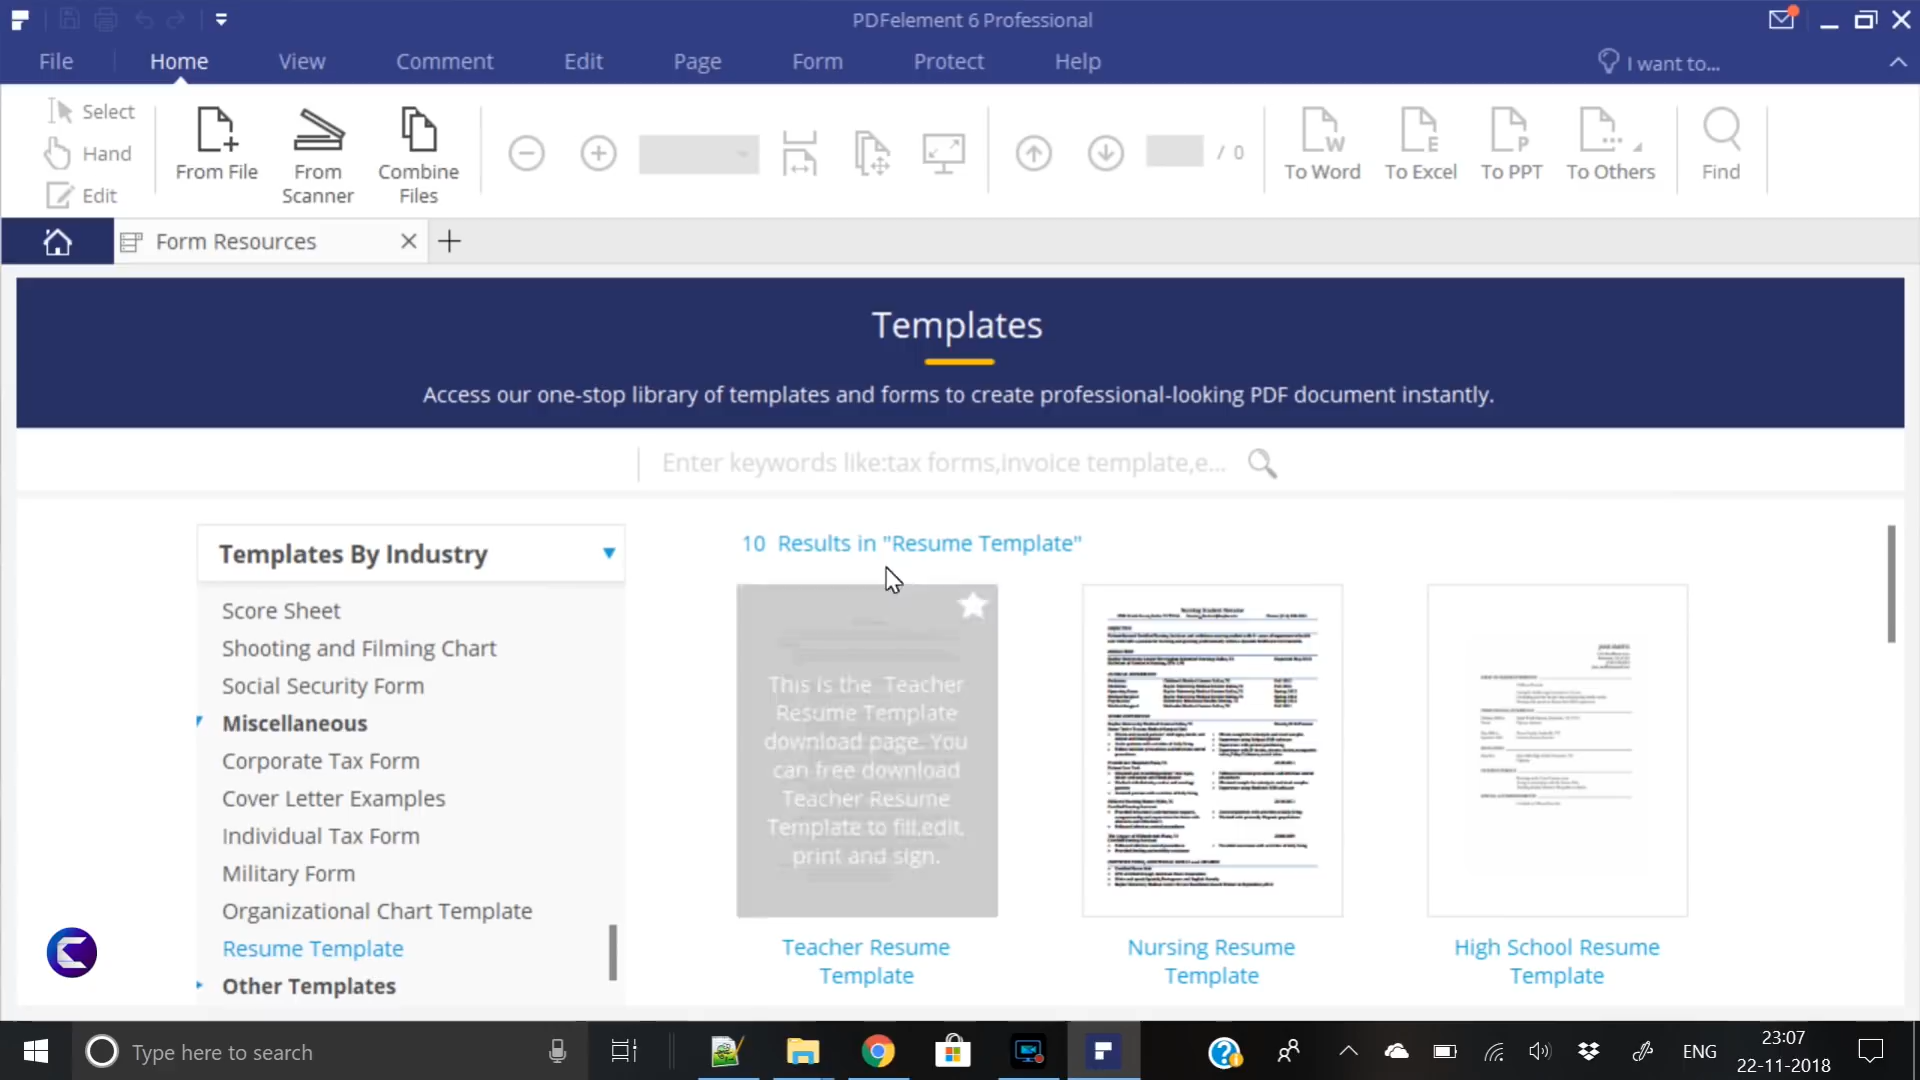 PDFelement 6 Professional
File
Home
View
Comment
Edit
Page
Form
Protect
Help
I want to...
Select
Hand
Edit
From File
From
Scanner
Combine
Files
/ 0
To Word
To Excel
To PPT
To Others
Find
Form Resources
Templates
Access our one-stop library of templates and forms to create professional-looking PDF document instantly.
Enter keywords like:tax forms,invoice template,e...
Templates By Industry
Score Sheet
Shooting and Filming Chart
Social Security Form
Miscellaneous
Corporate Tax Form
Cover Letter Examples
Individual Tax Form
Military Form
Organizational Chart Template
Resume Template
Other Templates
10 Results in "Resume Template"
This is the Teacher
Resume Template
download page. You
can free download
Teacher Resume
Template to fill,edit,
print and sign.
Teacher Resume
Template
Nursing Student Resume
Nursing Resume
Template
High School Resume
Template
Type here to search
ENG
23:07
22-11-2018